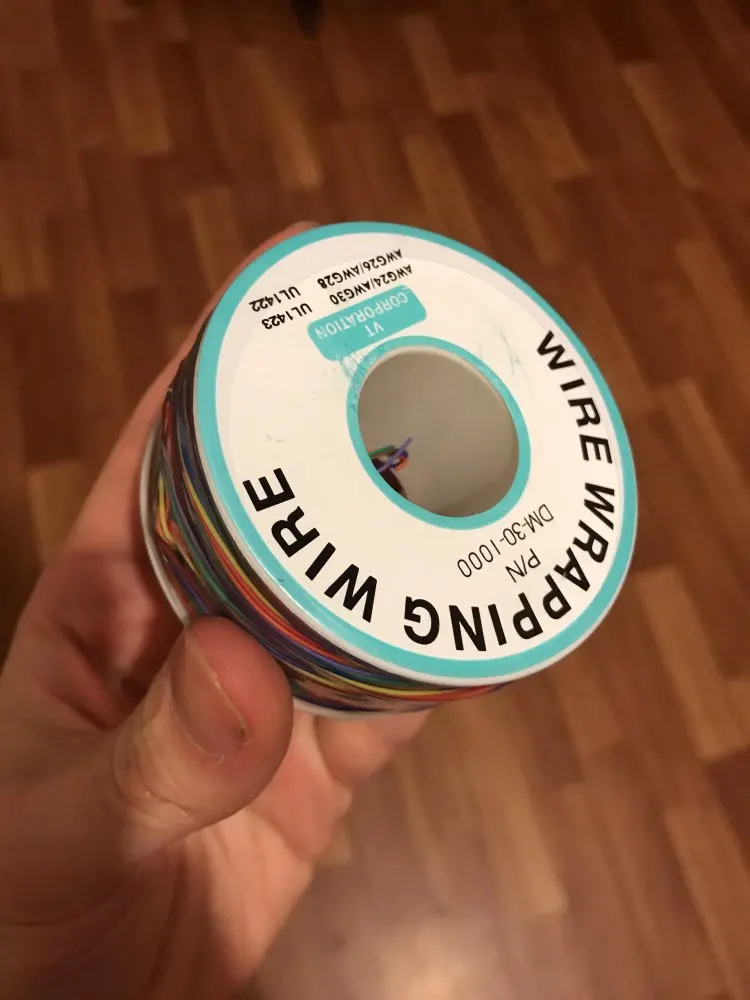 WIRE WRAPPING WIRE
P/N
DM-30-1000
VT
CORPORATION
AWG24/AWG30 UL1423
AWG26/AWG28 UL1422